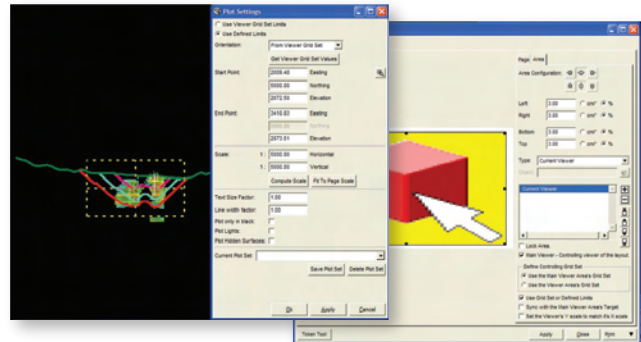 Plot Settings
Use Viewer Grid Set Limits
Use Defined Limits
Orientation: From Viewer Grid Set
Get Viewer Grid Set Values
Start Point: 2009.40 Easting
5000.00 Northing
2072.50 Elevation
End Point: 3410.83 Easting
Northing
2873.01 Elevation
Scale: 1: 5000.00 Horizontal
1: 5000.00 Vertical
Compute Scale Fit To Page Scale
Text Size Factor: 1.00
Line width factor: 1.00
Plot only in black:
Plot Lights:
Plot Hidden Surfaces:
Current Plot Set:
Save Plot Set Delete Plot Set
Ok Apply Cancel
Page Area
Area Configuration:
Left 3.00 cm" %
Right 3.00 cm" %
Bottom 3.00 cm" %
Top 3.00 cm" %
Type: Current Viewer
Current Viewer
Lock Area
Main Viewer - Controlling viewer of the layout
Define Controlling Grid Set
Use the Main Viewer Area's Grid Set
Use the Viewer Area's Grid Set
Use Grid Set or Defined Limits
Sync with the Main Viewer Area's Target
Set the Viewer's Y scale to match it's X scale
Token Tool Apply Close Print